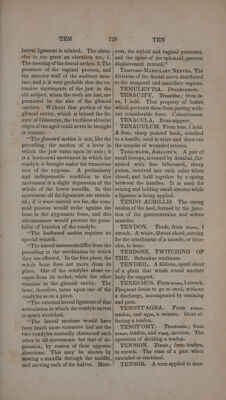 TEM 729 TEN
lateral ligament is relaxed. The obsta-
cles to too great an elevation are, 1.
The meeting of the dental arches. 2. The
presence of the vaginal process, and
the anterior wall of the auditory mea-
tus; and it is very probable that the ex-
tensive movements of the jaw in the
old subject, when the teeth are lost, are
permitted by the size of the glenoid
cavities. Without that portion of the
glenoid cavity, which is behind the fis-
sure of Glasserus, the toothless alveolar
edges of the aged could never be brought
in contact.
"The forward motion is not, like the
preceding, the motion of a lever in
which the jaw turns upon its axis; it
is a horizontal movement in which the
condyle is brought under the transverse
root of the zygoma. A preliminary
and indispensable condition to this
movement is a slight depression of the
whole of the lower maxilla. In this
movement all the ligaments are stretch-
ed; if it were carried too far, the coro-
noid process would strike against the
bone in the zygomatic fossa, and this
circumstance would prevent the possi-
bility of luxation of the condyle.
"The backward motion requires no
special remark.
"The lateral movements differ from the
preceding in the mechanism by which
they are effected. In the first place, the
whole bone does not move from its
place. One of the condyles alone es-
capes from its socket, while the other
remains in the glenoid cavity. The
bone, therefore, turns upon one of the
condyles as on a pivot.
"The external lateral ligament of that
articulation in which the condyle moves
is much stretched.
"The lateral motions would have
been much more extensive had not the
two condyles mutually obstructed each
other in all movements but that of de-
pression, by reason of their opposite
directions. This may be shown by
sawing a maxilla through the middle,
and moving each of the halves. More-
over, the styloid and vaginal processes,
and the spine of the sphenoid, prevent
displacement inward."
TEMPORO-MAXILLARY NERVES. The
divisions of the facial nerve distributed
to the temporal and maxillary regions.
TEMULENTIA. Drunkenness.
TENACITY. Tenacitas; from te-
neo, I hold. That property of bodies
which prevents them from parting with-
out considerable force. Cohesiveness.
TENACULA. Bone-nippers.
TENACULUM. From teneo, I hold.
A fine, sharp pointed hook, attached
to a handle, used to seize and draw out
the mouths of wounded arteries.
TENACULUM, ASSALINI'S. A pair of
small forceps, invented by Assalini, fur-
nished with fine bifurcated, sharp
points, received into each other when
closed, and held together by a spring
between the handles. It is used for
seizing and holding small arteries while
a ligature is being applied.
TENDO ACHILLIS. The strong
tendon of the heel, formed by the junc-
tion of the gastrocnemius and soleus
muscles.
TENDON. Tendo, from τεινω, I
stretch. A white, fibrous chord, serving
for the attachment of a muscle, or mus-
cles, to bone.
TENDONS, TWITCHING OF
THE. Subsultus tendinum.
TENDRIL. A filiform, spiral shoot
of a plant that winds round another
body for support.
TENESMUS. From τεινω, I stretch.
Frequent desire to go to stool, without
a discharge, accompanied by straining
and pain.
TENONTAGRA. From τενων,
tendon, and αγρα, a seizure. Gout af-
fecting a tendon.
TENOTOMY. Tenotomia; from
τενων, tendon, and τομη, incision. The
operation of dividing a tendon.
TENSION. Tensio; from tendere,
to stretch. The state of a part when
extended or stretched.
TENSOR. A term applied to mus-